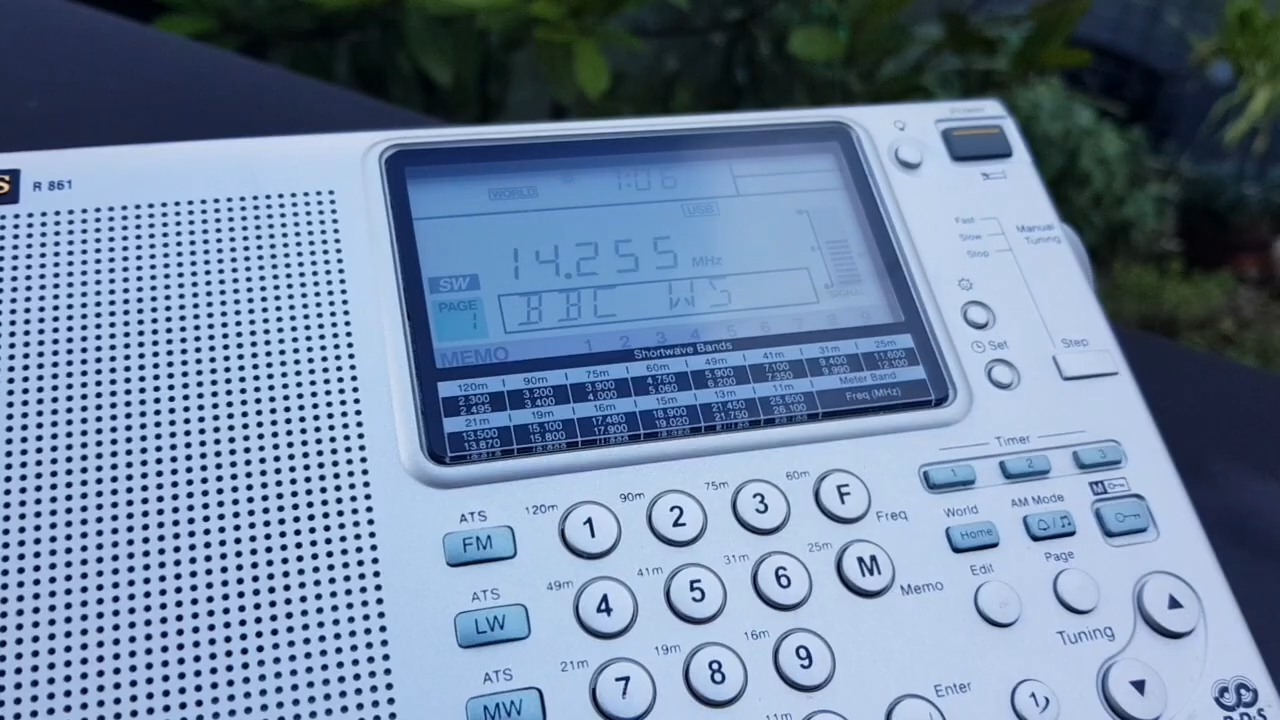 S R 861
Power
WORLD 1:06
USB
14.255 MHz
SW
PAGE
1
BBC WS
SIGNAL
MEMO 1 2 3 4 5 6 7 8 9
Shortwave Bands
120m 90m 75m 60m 49m 41m 31m 25m
2.300 3.200 3.900 4.750 5.900 7.100 9.400 11.600
2.495 3.400 4.000 5.060 6.200 7.350 9.990 12.100
21m 19m 16m 15m 13m 11m Meter Band
13.500 15.100 17.480 18.900 21.450 25.600 Freq (MHz)
13.870 15.800 17.900 19.020 21.750 26.100
Fast
Slow
Stop
Manual
Tuning
Set
Step
Timer
1 2 3
World
Home
AM Mode
M
Edit
Page
Tuning
ATS
FM
120m 1 90m 2 75m 3 60m F Freq
ATS
LW
49m 4 41m 5 31m 6 25m M Memo
ATS
MW
21m 7 19m 8 16m 9
11m
Enter
1
R.D.S